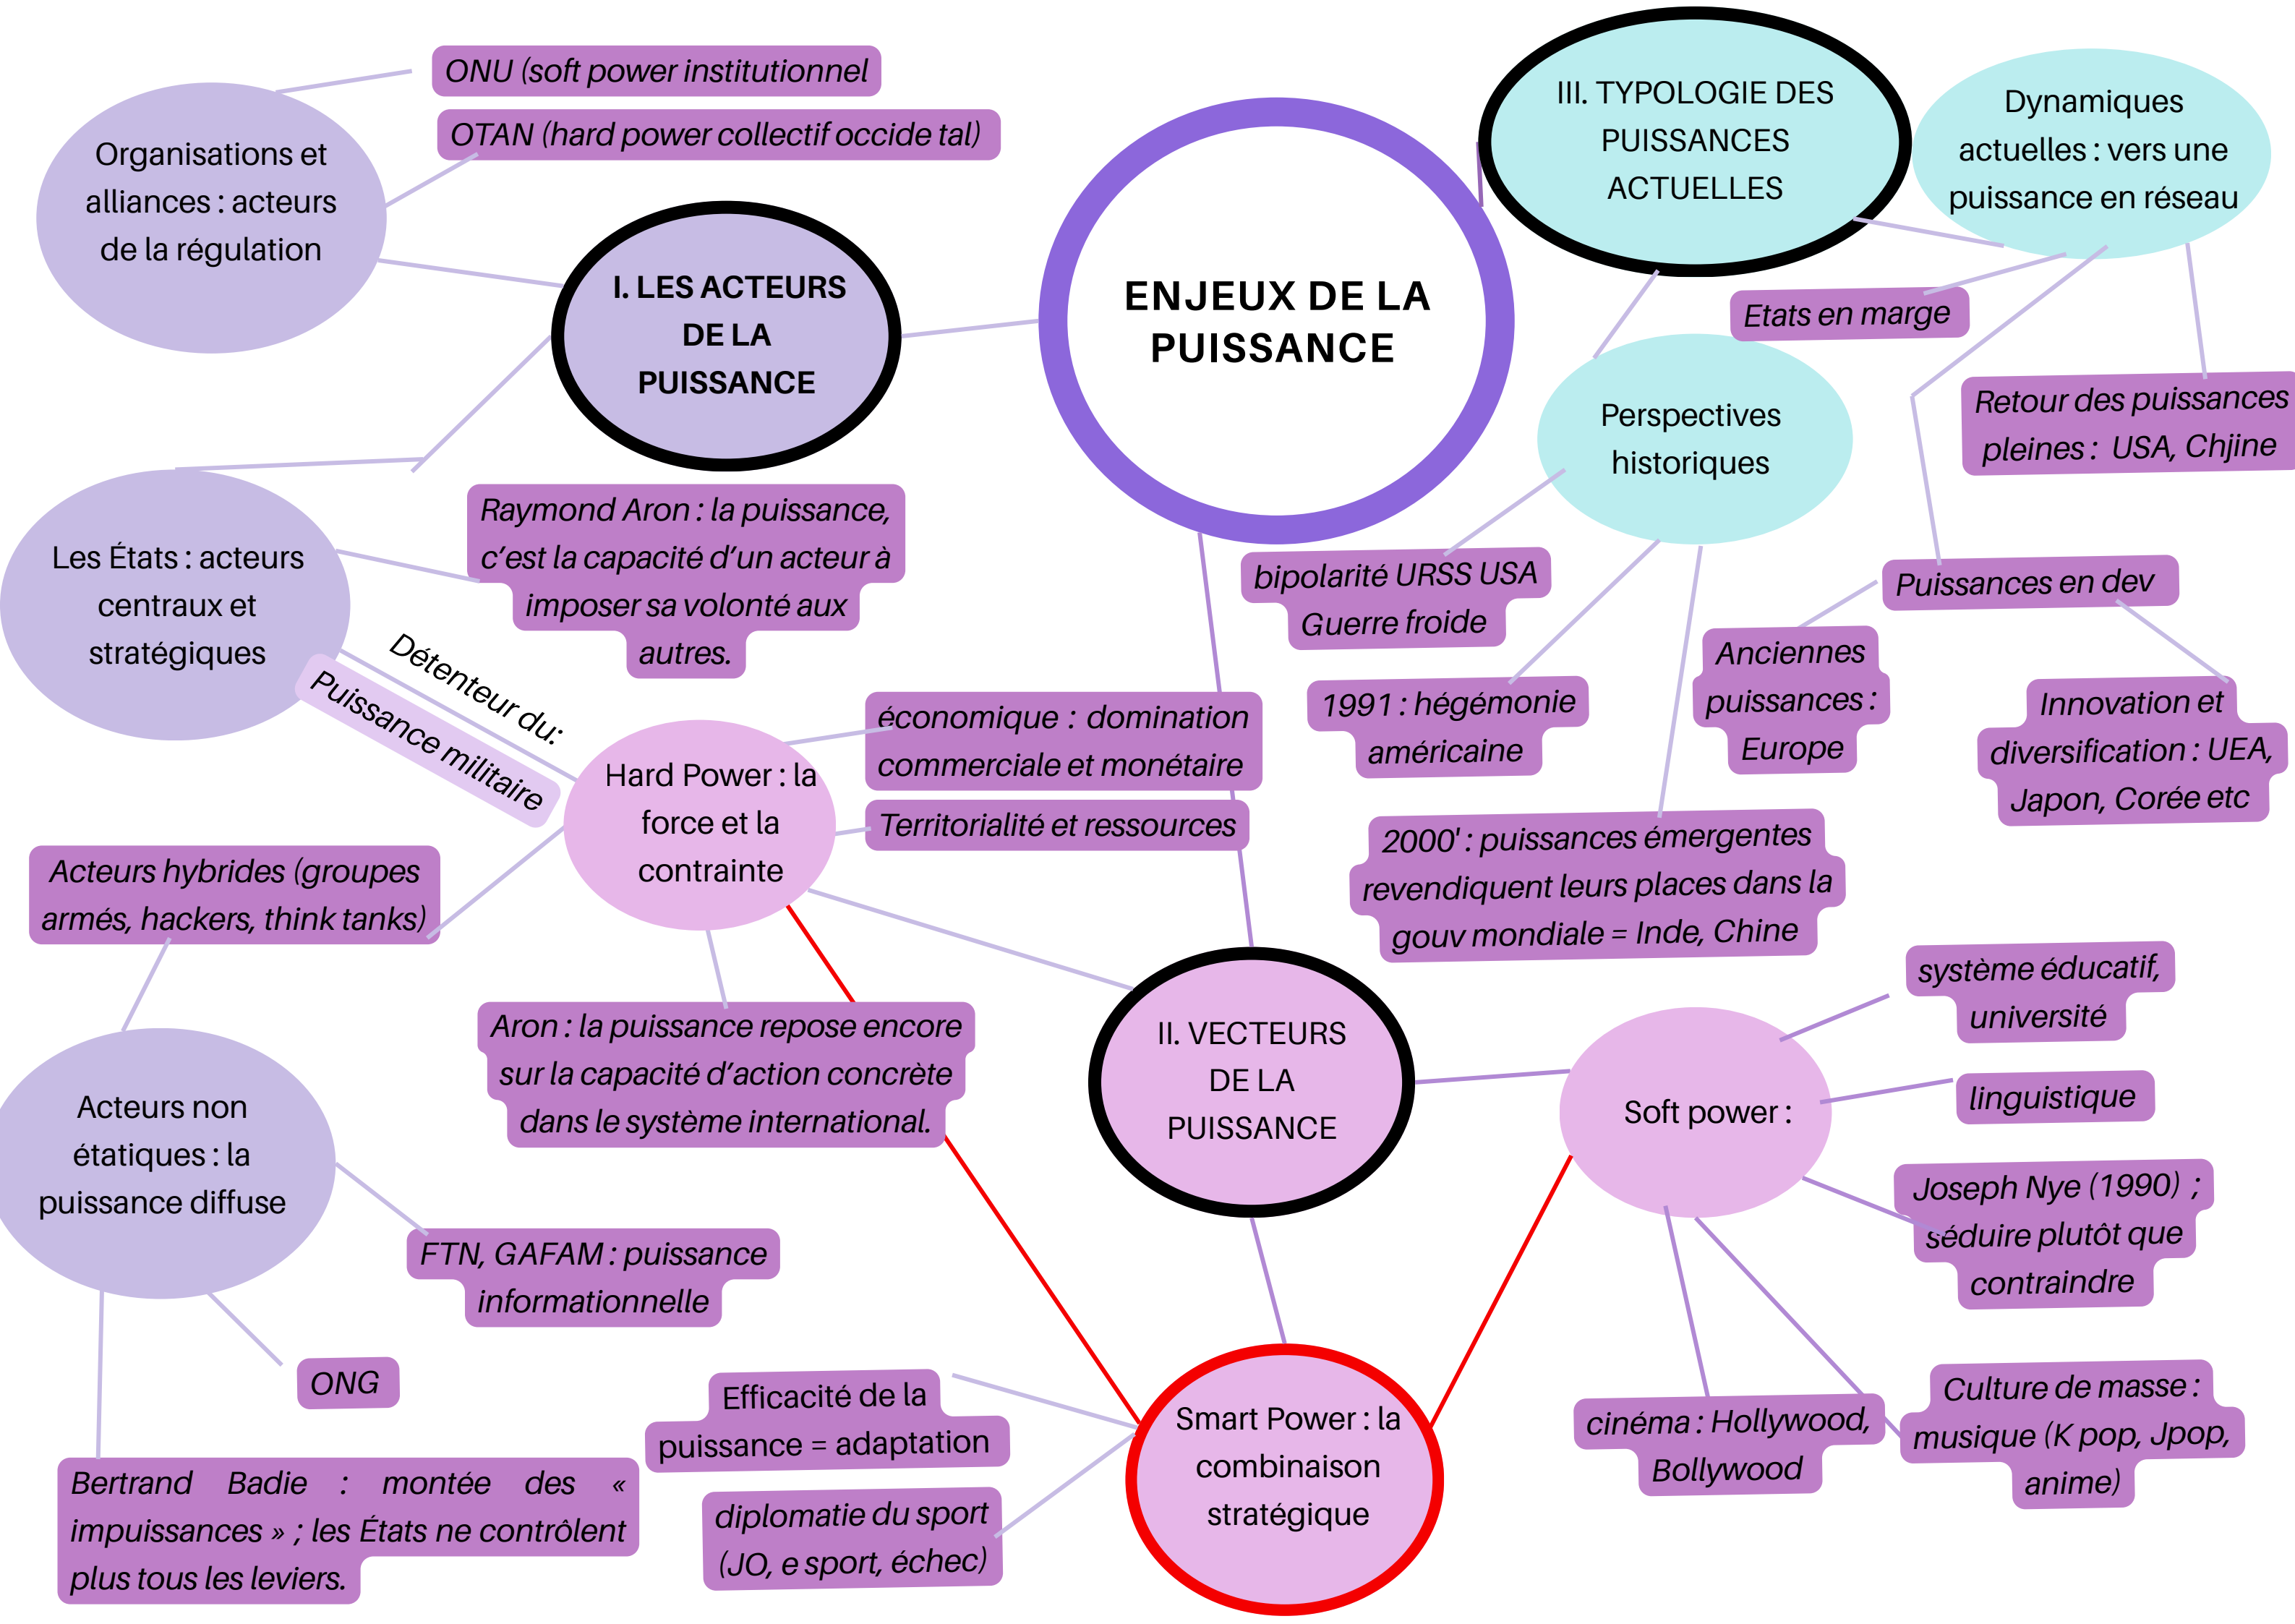 ENJEUX DE LA
PUISSANCE
I. LES ACTEURS
DE LA
PUISSANCE
Organisations et
alliances : acteurs
de la régulation
ONU (soft power institutionnel
OTAN (hard power collectif occide tal)
Les États : acteurs
centraux et
stratégiques
Raymond Aron : la puissance,
c’est la capacité d’un acteur à
imposer sa volonté aux
autres.
Détenteur du:
Puissance militaire
Hard Power : la
force et la
contrainte
économique : domination
commerciale et monétaire
Territorialité et ressources
Acteurs hybrides (groupes
armés, hackers, think tanks)
Aron : la puissance repose encore
sur la capacité d’action concrète
dans le système international.
Acteurs non
étatiques : la
puissance diffuse
FTN, GAFAM : puissance
informationnelle
ONG
Bertrand Badie : montée des «
impuissances » ; les États ne contrôlent
plus tous les leviers.
II. VECTEURS
DE LA
PUISSANCE
Smart Power : la
combinaison
stratégique
Efficacité de la
puissance = adaptation
diplomatie du sport
(JO, e sport, échec)
Soft power :
système éducatif,
université
linguistique
Joseph Nye (1990) ;
séduire plutôt que
contraindre
cinéma : Hollywood,
Bollywood
Culture de masse :
musique (K pop, Jpop,
anime)
III. TYPOLOGIE DES
PUISSANCES
ACTUELLES
Dynamiques
actuelles : vers une
puissance en réseau
Etats en marge
Retour des puissances
pleines : USA, Chjine
Perspectives
historiques
bipolarité URSS USA
Guerre froide
1991 : hégémonie
américaine
2000' : puissances émergentes
revendiquent leurs places dans la
gouv mondiale = Inde, Chine
Puissances en dev
Anciennes
puissances :
Europe
Innovation et
diversification : UEA,
Japon, Corée etc